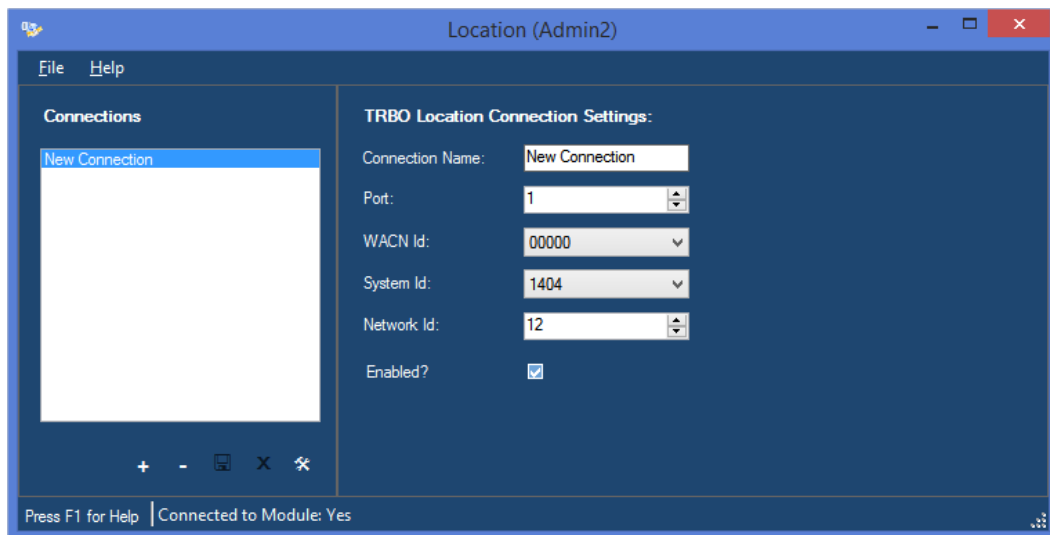 Location (Admin2)
File Help
Connections
New Connection
TRBO Location Connection Settings:
Connection Name: New Connection
Port: 1
WACN Id: 00000
System Id: 1404
Network Id: 12
Enabled?
Press F1 for Help Connected to Module: Yes